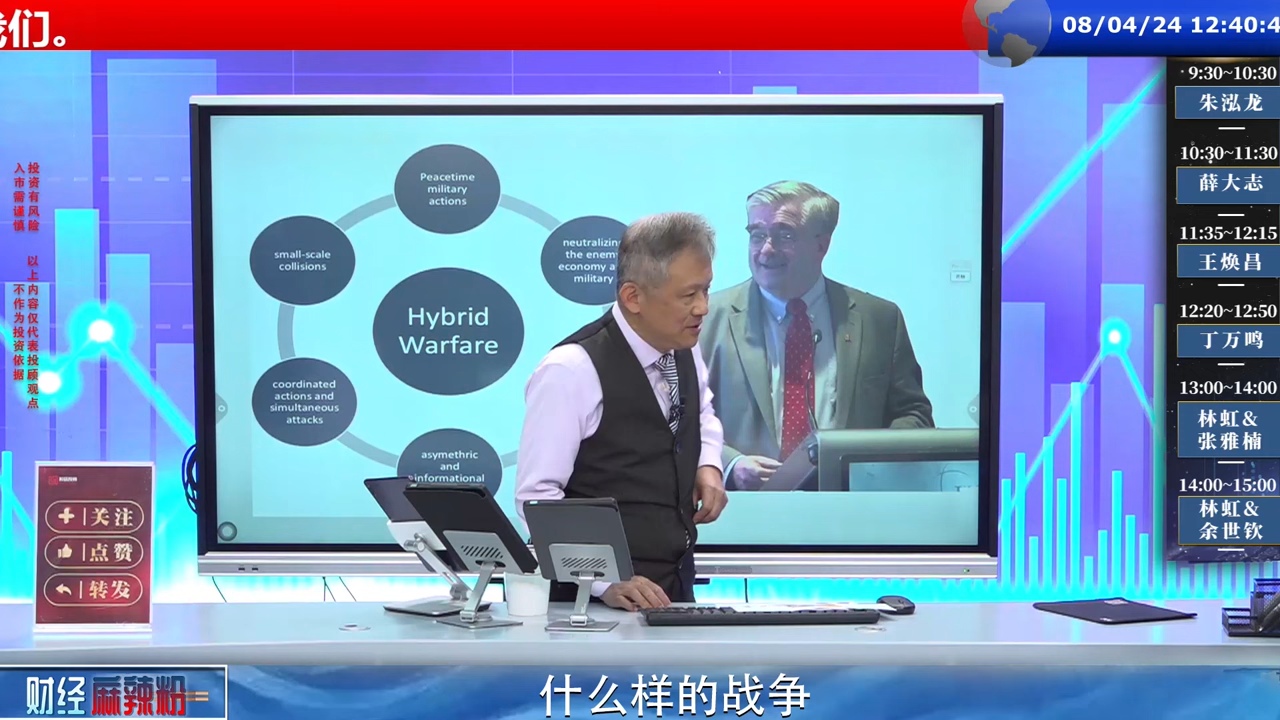 我们。
08/04/24 12:40:4
投资有风险
入市需谨慎
以上内容仅代表投顾观点
不作为投资依据
Peacetime
military
actions
small-scale
collisions
neutralizing
the enemy
economy a
military
Hybrid
Warfare
coordinated
actions and
simultaneous
attacks
asymethric
and
informational
关注
点赞
转发
9:30~10:30
朱泓龙
10:30~11:30
薛大志
11:35~12:15
王焕昌
12:20~12:50
丁万鸣
13:00~14:00
林虹&
张雅楠
14:00~15:00
林虹&
余世钦
财经麻辣粉
什么样的战争